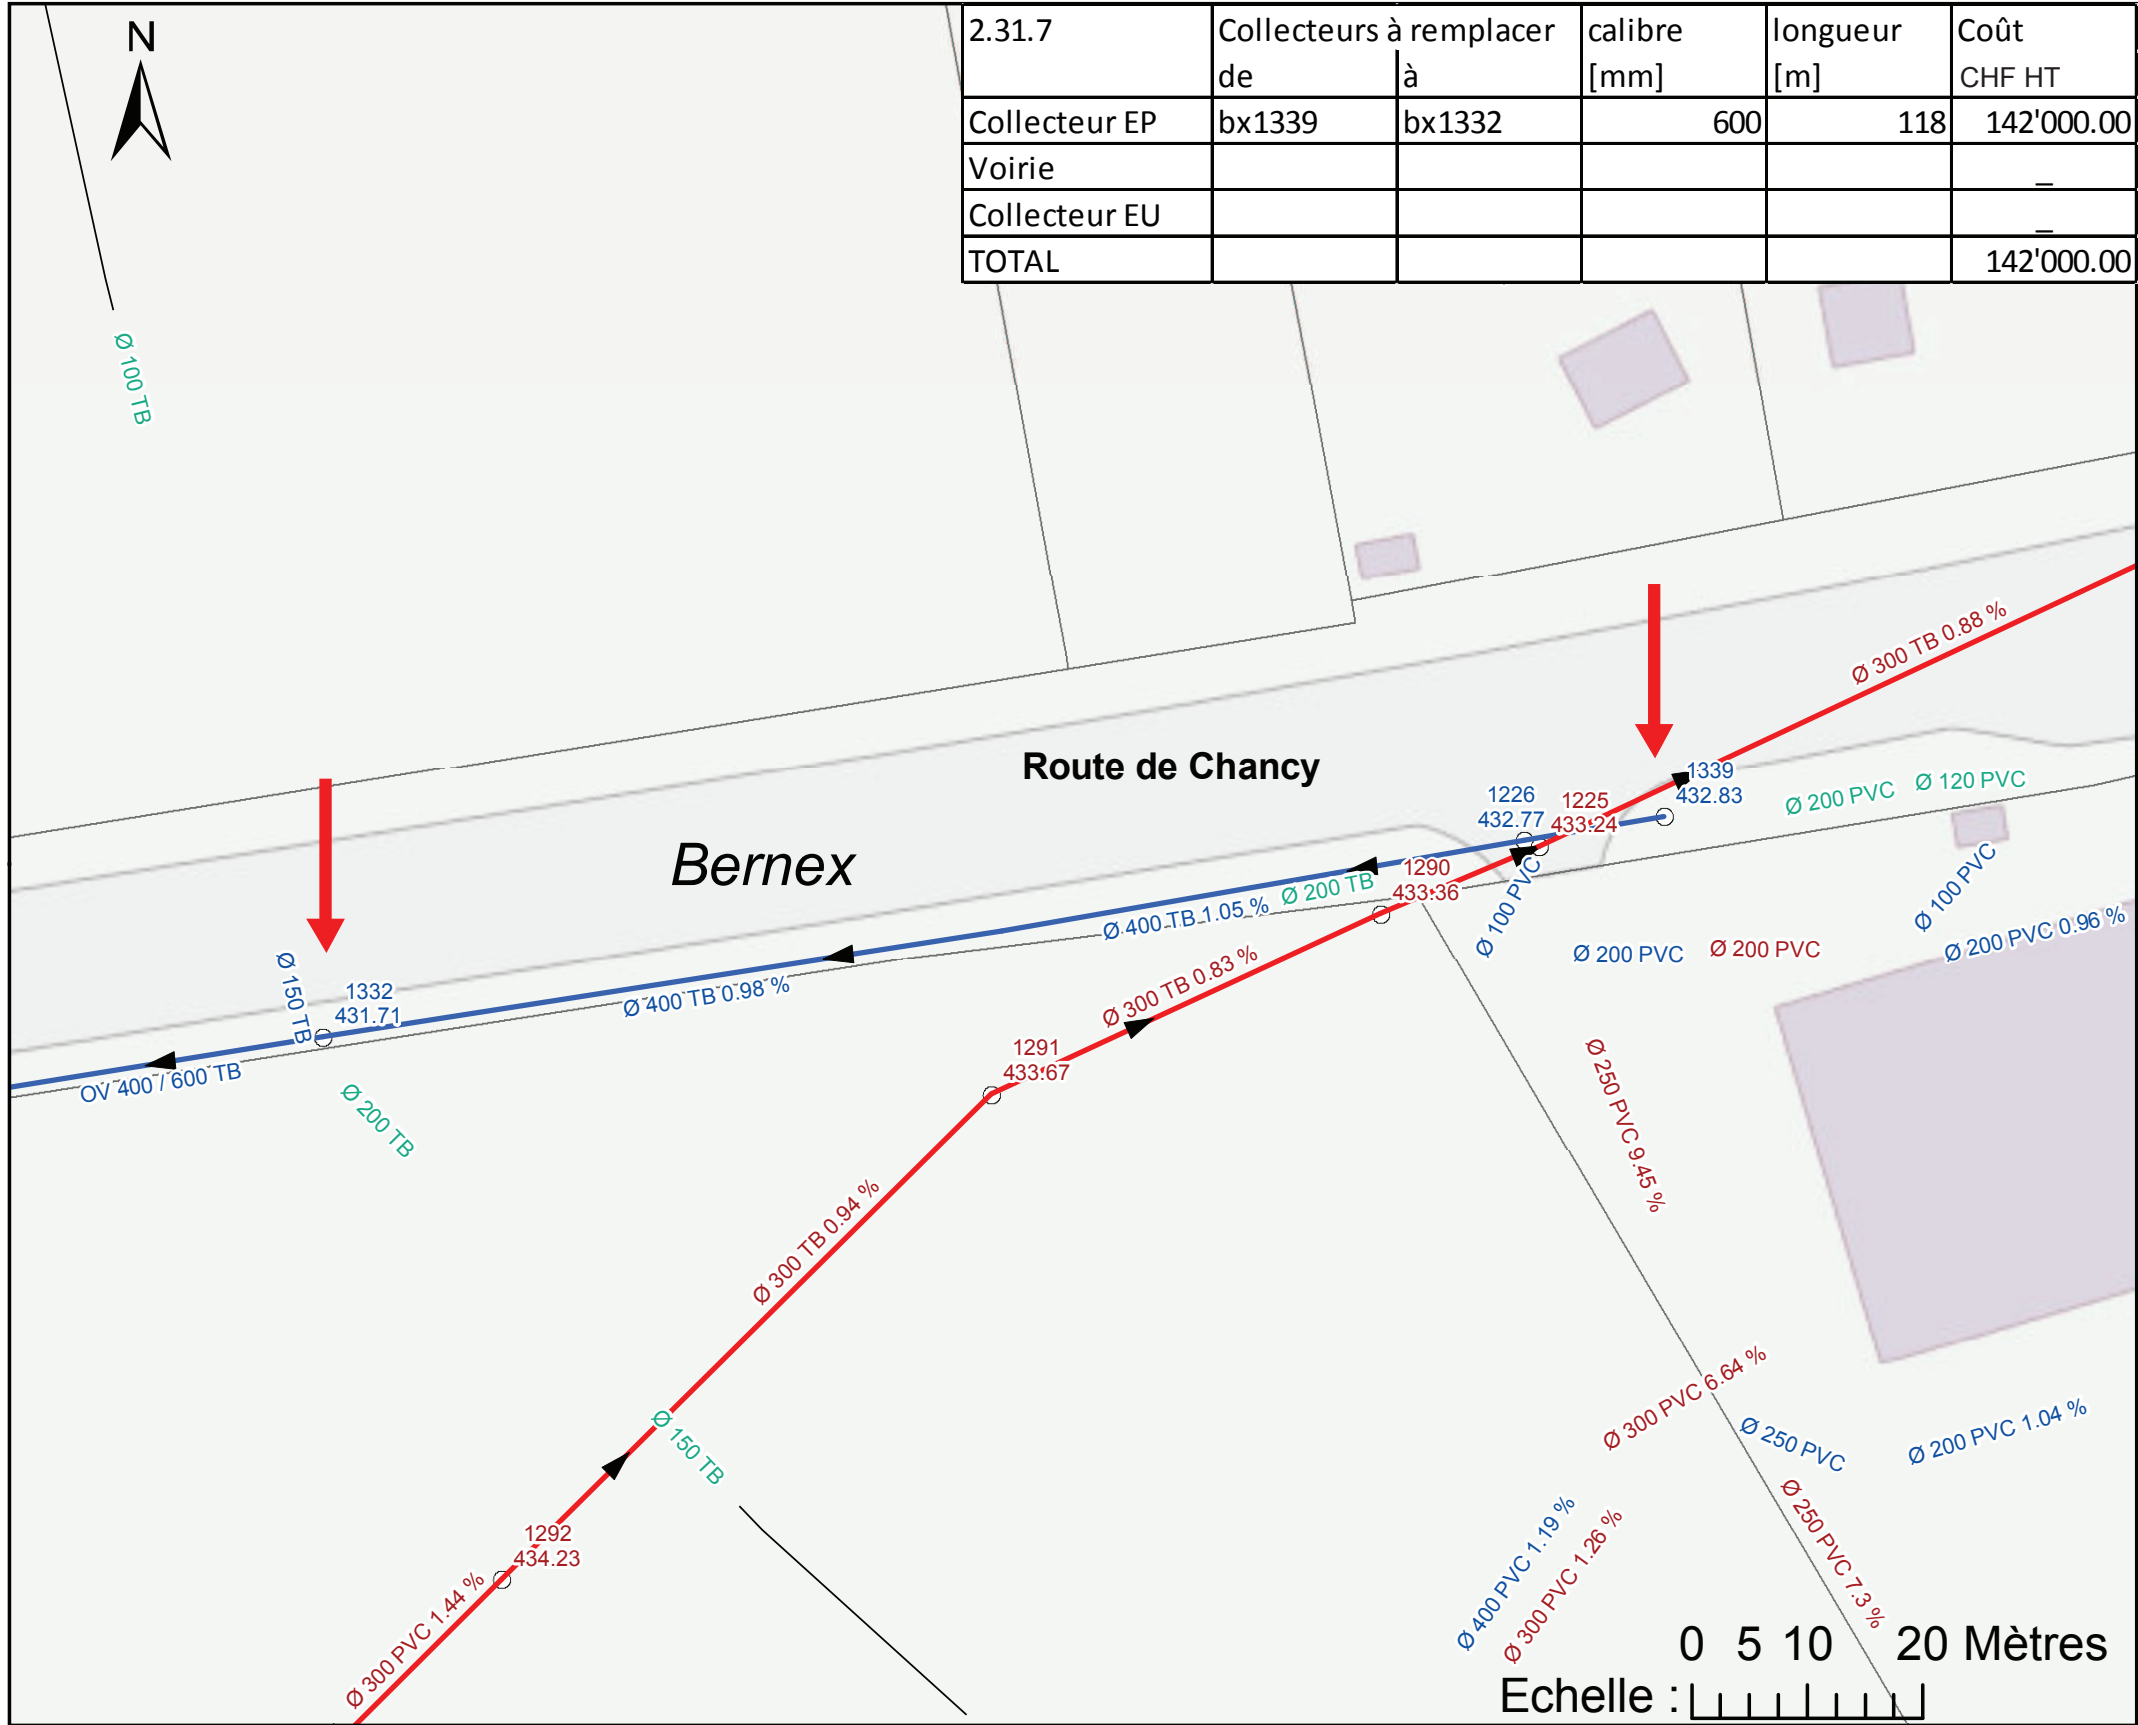 N
2.31.7 Collecteurs à remplacer calibre longueur Coût
de à [mm] [m] CHF HT
Collecteur EP bx1339 bx1332 600 118 142'000.00
Voirie _
Collecteur EU _
TOTAL 142'000.00
Ø 100 TB
Ø 300 TB 0.88 %
Route de Chancy
1339
432.83
1226
432.77
1225
433.24
Ø 200 PVC
Ø 120 PVC
Bernex
1290
433.36
Ø 200 TB
Ø 400 TB 1.05 %
Ø 100 PVC
Ø 100 PVC
Ø 200 PVC
Ø 200 PVC
Ø 200 PVC 0.96 %
Ø 150 TB
1332
431.71
Ø 400 TB 0.98 %
Ø 300 TB 0.83 %
1291
433.67
OV 400 / 600 TB
Ø 200 TB
Ø 250 PVC 9.45 %
Ø 300 TB 0.94 %
Ø 300 PVC 6.64 %
Ø 250 PVC
Ø 200 PVC 1.04 %
Ø 150 TB
1292
434.23
Ø 400 PVC 1.19 %
Ø 300 PVC 1.26 %
Ø 250 PVC 7.3 %
Ø 300 PVC 1.44 %
0 5 10 20 Mètres
Echelle :